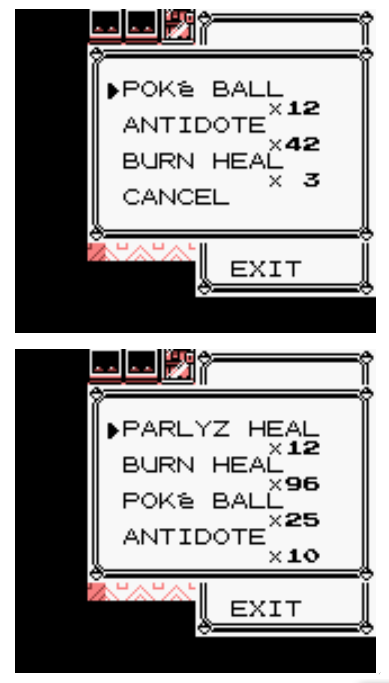 ▶POKé BALL
×12
ANTIDOTE
×42
BURN HEAL
× 3
CANCEL
EXIT
▶PARLYZ HEAL
×12
BURN HEAL
×96
POKé BALL
×25
ANTIDOTE
×10
EXIT